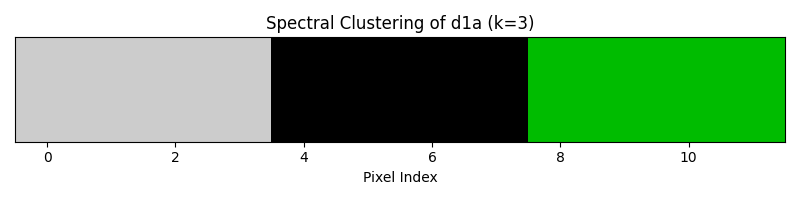 Spectral Clustering of d1a (k=3)
0 2 4 6 8 10
Pixel Index